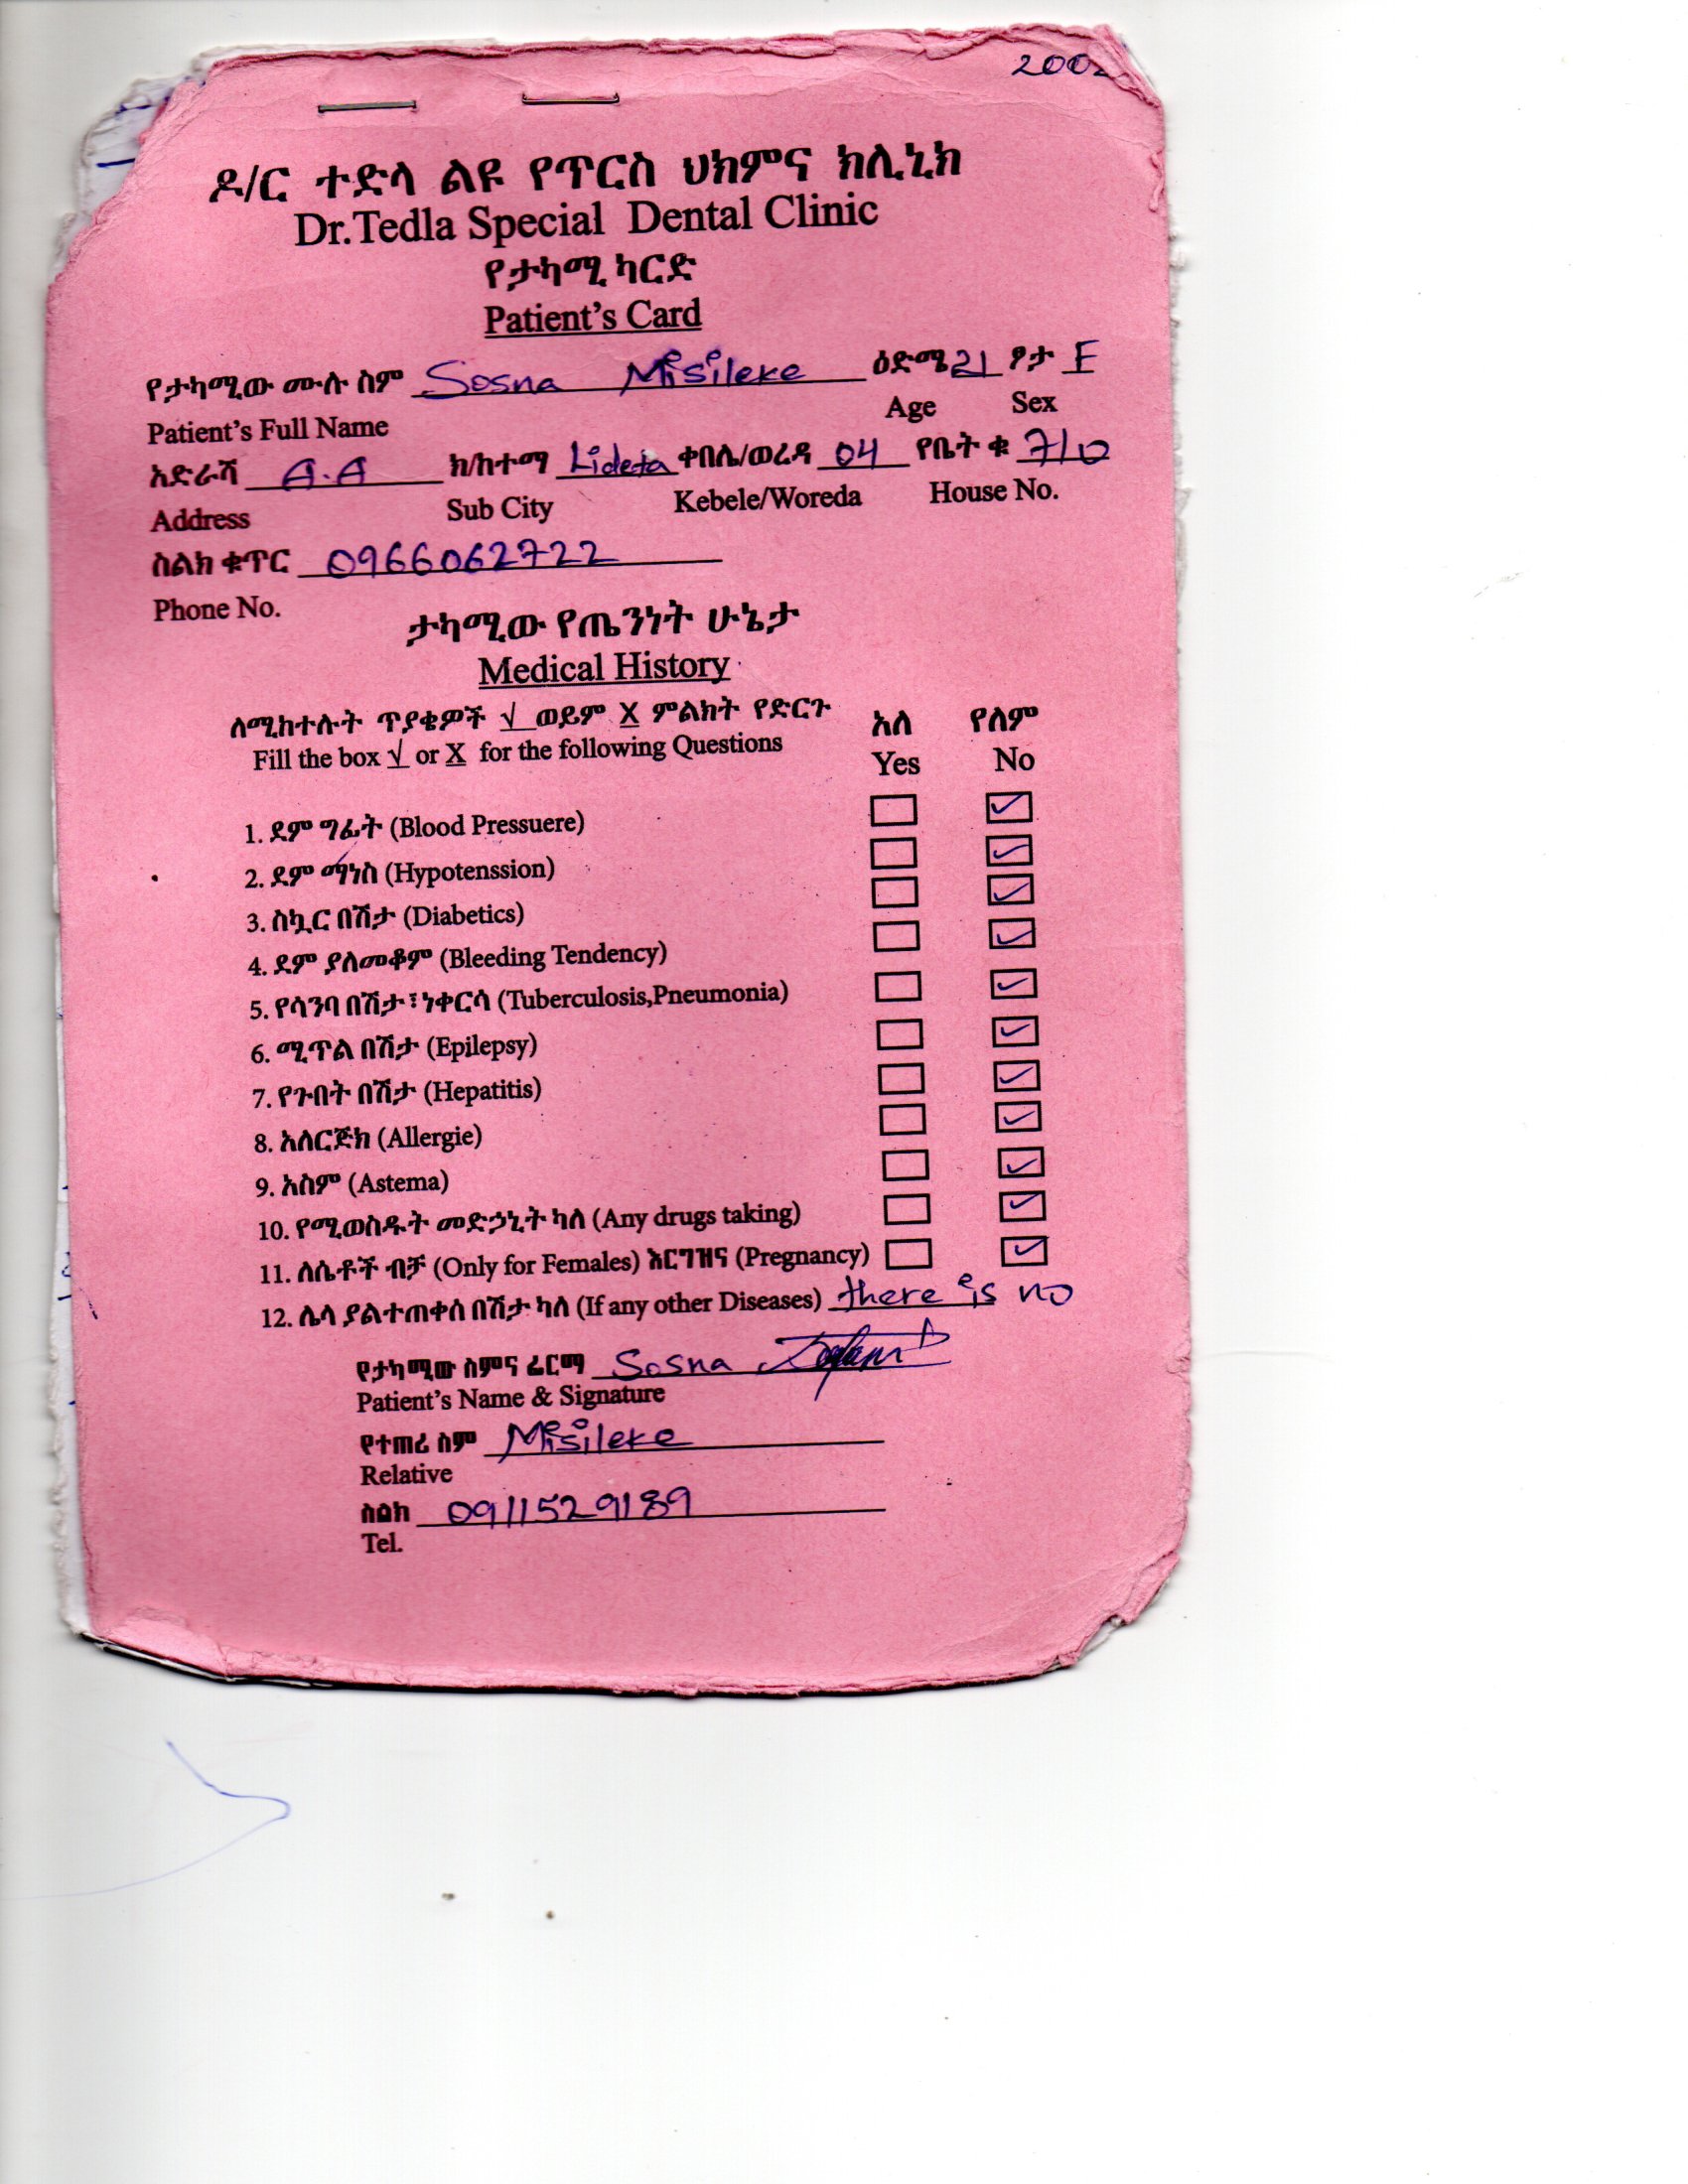 2002
ዶ/ር ተድላ ልዩ የጥርስ ህክምና ክሊኒክ
Dr.Tedla Special Dental Clinic
የታካሚ ካርድ
Patient's Card
የታካሚው ሙሉ ስም Sosna Misileke ዕድሜ 21 ፆታ F
Patient's Full Name Age Sex
አድራሻ A.A ክ/ከተማ Lideta ቀበሌ/ወረዳ 04 የቤት ቁ 710
Address Sub City Kebele/Woreda House No.
ስልክ ቁጥር 0966062722
Phone No.
ታካሚው የጤንነት ሁኔታ
Medical History
ለሚከተሉት ጥያቄዎች √ ወይም X ምልክት የድርጉ አለ የለም
Fill the box √ or X for the following Questions Yes No
1. ደም ግፊት (Blood Pressuere) ✓
2. ደም ማነስ (Hypotenssion) ✓
3. ስኳር በሽታ (Diabetics) ✓
4. ደም ያለመቆም (Bleeding Tendency) ✓
5. የሳንባ በሽታ፣ነቀርሳ (Tuberculosis,Pneumonia) ✓
6. ሚጥል በሽታ (Epilepsy) ✓
7. የጉበት በሽታ (Hepatitis) ✓
8. አለርጅክ (Allergie) ✓
9. አስም (Astema) ✓
10. የሚወስዱት መድኃኒት ካለ (Any drugs taking) ✓
11. ለሴቶች ብቻ (Only for Females) እርግዝና (Pregnancy) ✓
12. ሌላ ያልተጠቀሰ በሽታ ካለ (If any other Diseases) there is no
የታካሚው ስምና ፊርማ Sosna
Patient's Name & Signature
የተጠሪ ስም Misileke
Relative
ስልክ 0911529189
Tel.